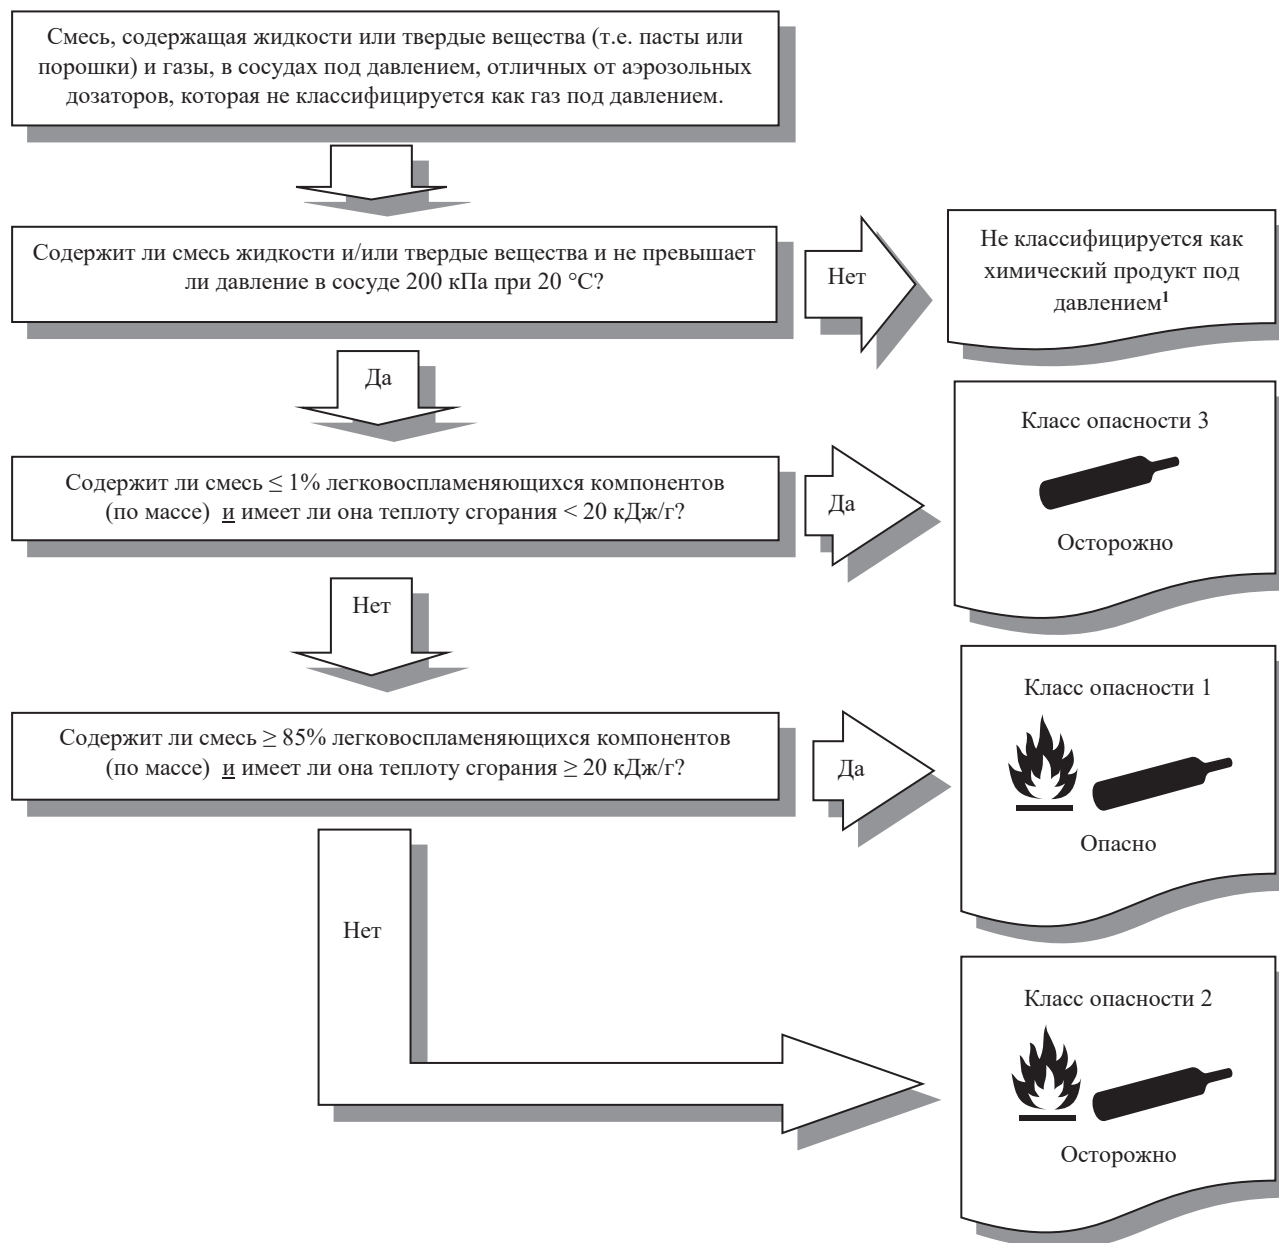 Смесь, содержащая жидкости или твердые вещества (т.е. пасты или
порошки) и газы, в сосудах под давлением, отличных от аэрозольных
дозаторов, которая не классифицируется как газ под давлением.
Содержит ли смесь жидкости и/или твердые вещества и не превышает
ли давление в сосуде 200 кПа при 20 °C?
Нет
Не классифицируется как
химический продукт под
давлением¹
Да
Содержит ли смесь ≤ 1% легковоспламеняющихся компонентов
(по массе) и имеет ли она теплоту сгорания < 20 кДж/г?
Да
Класс опасности 3
Осторожно
Нет
Содержит ли смесь ≥ 85% легковоспламеняющихся компонентов
(по массе) и имеет ли она теплоту сгорания ≥ 20 кДж/г?
Да
Класс опасности 1
Опасно
Нет
Класс опасности 2
Осторожно